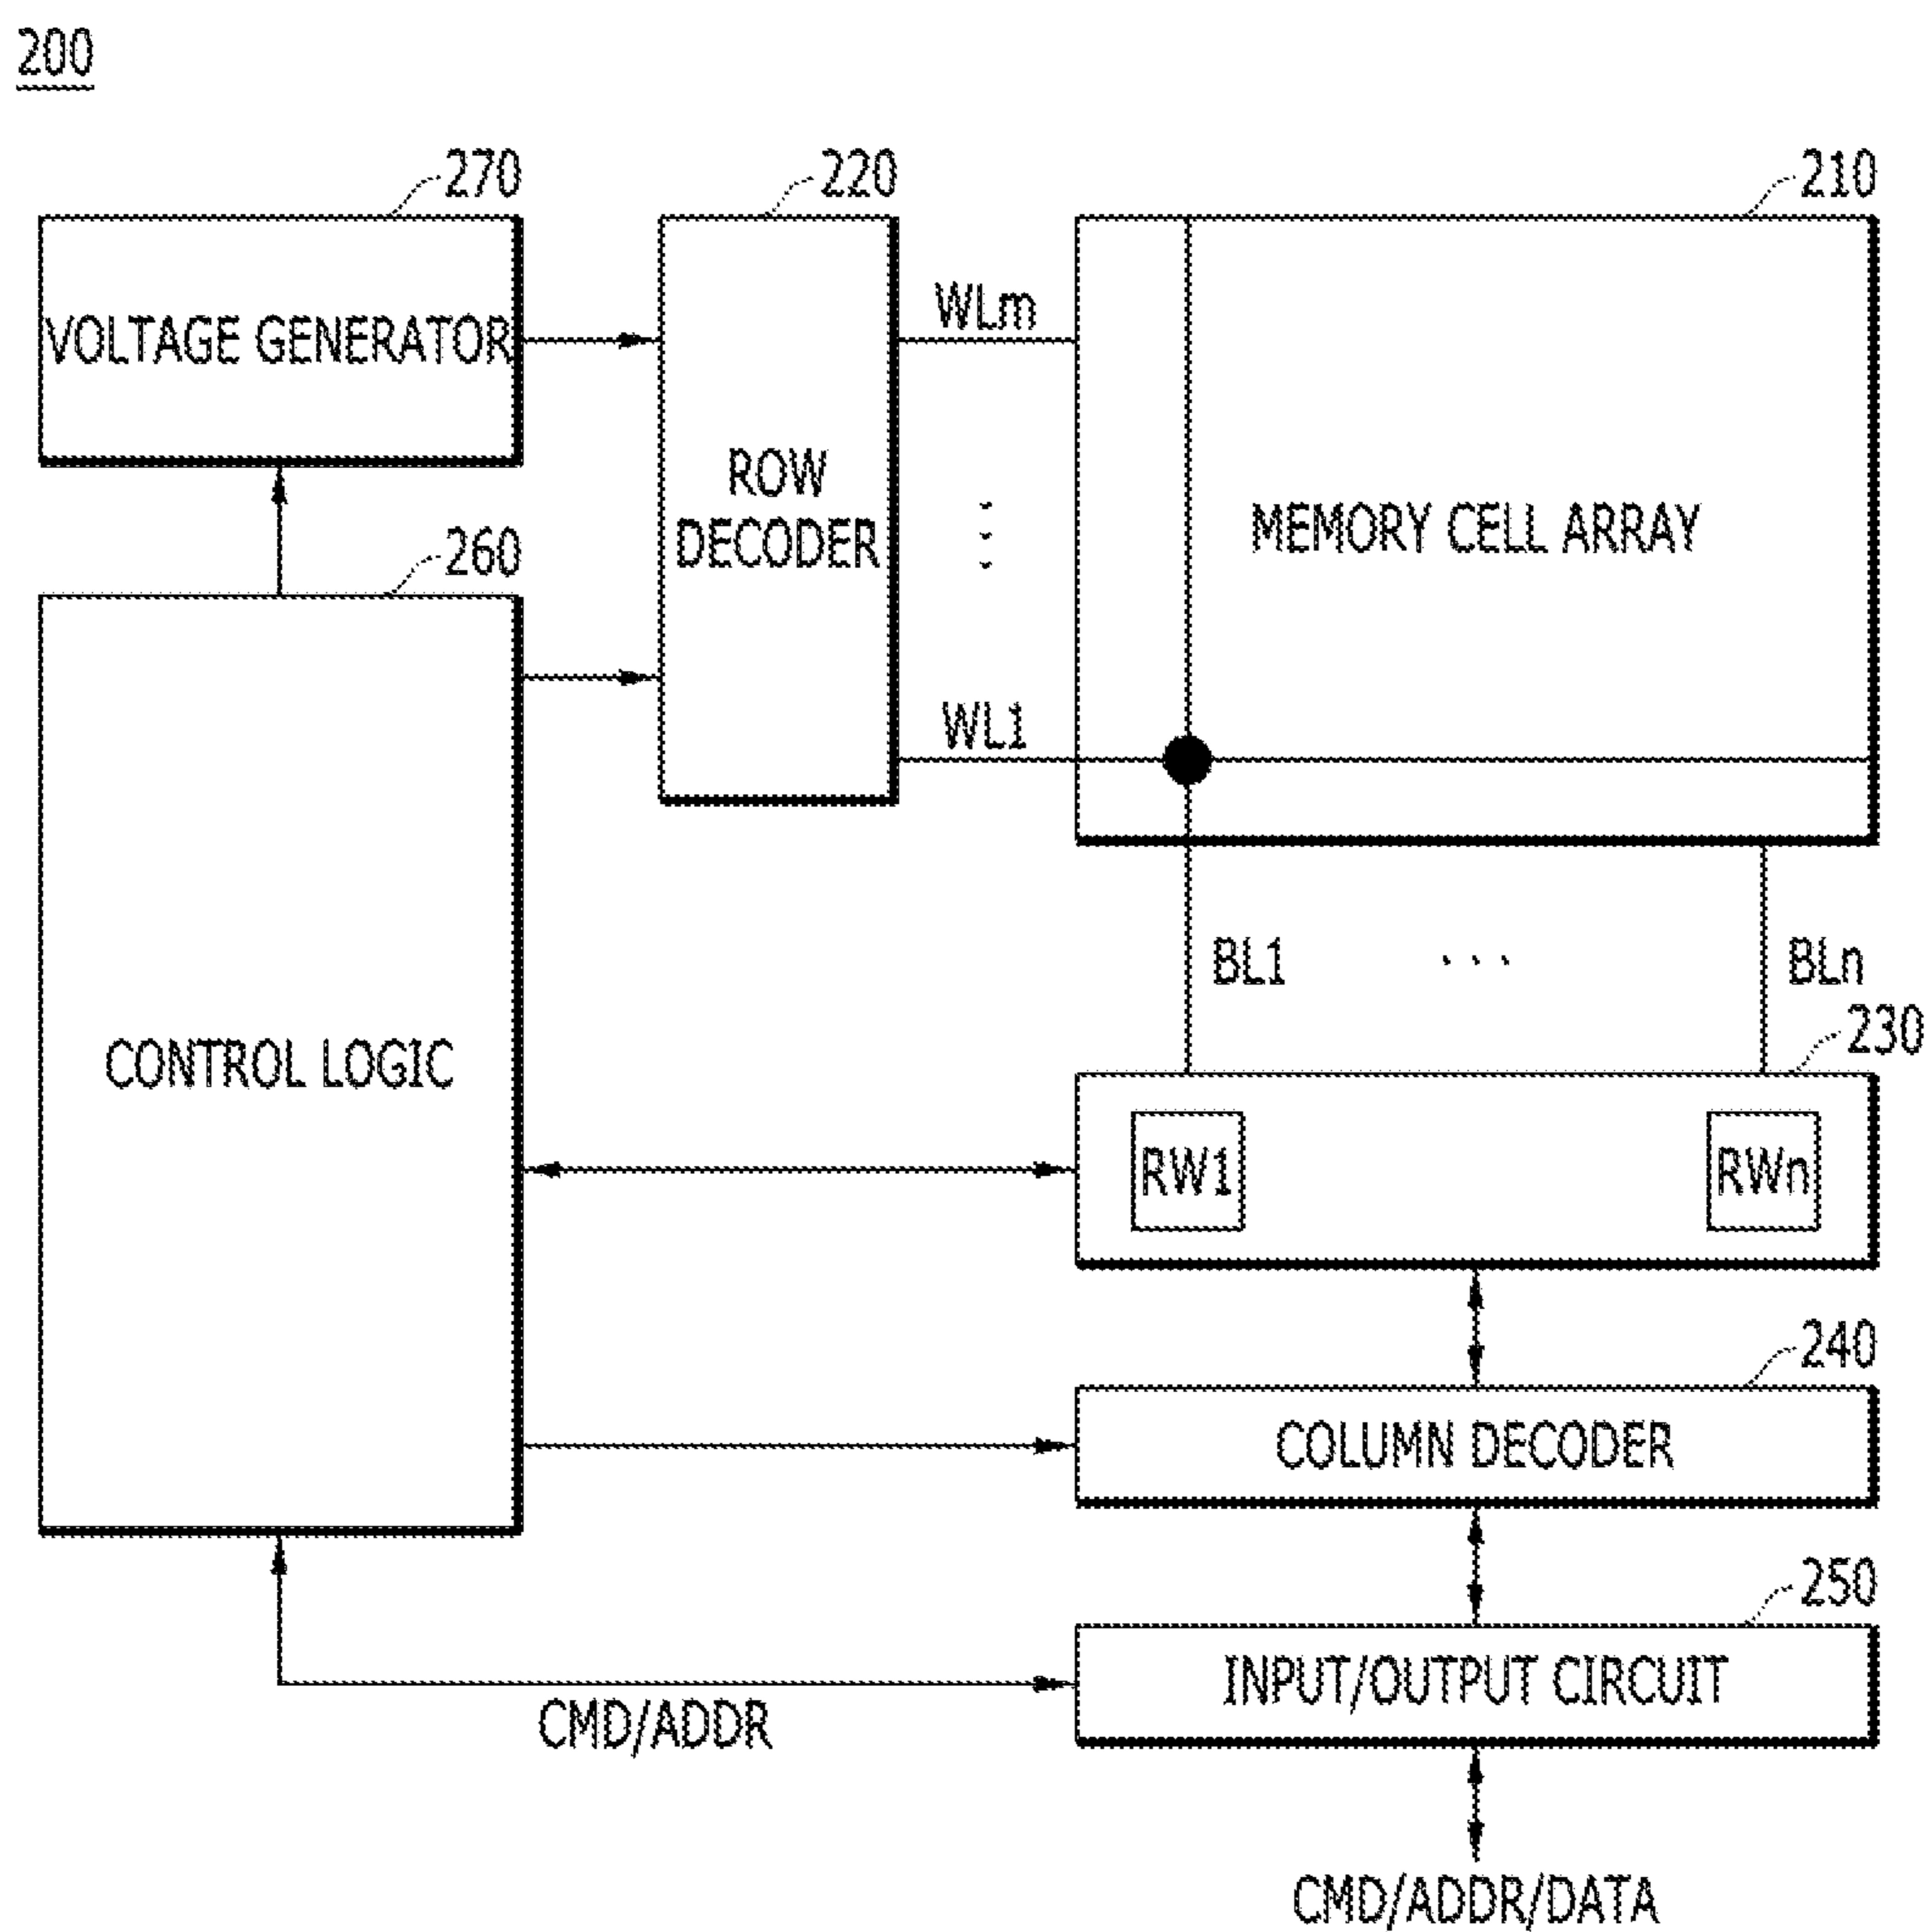 200
270
220
210
VOLTAGE GENERATOR
WLm
ROW
DECODER
MEMORY CELL ARRAY
260
WL1
BL1
. . .
BLn
230
CONTROL LOGIC
RW1
RWn
240
COLUMN DECODER
250
INPUT/OUTPUT CIRCUIT
CMD/ADDR
CMD/ADDR/DATA